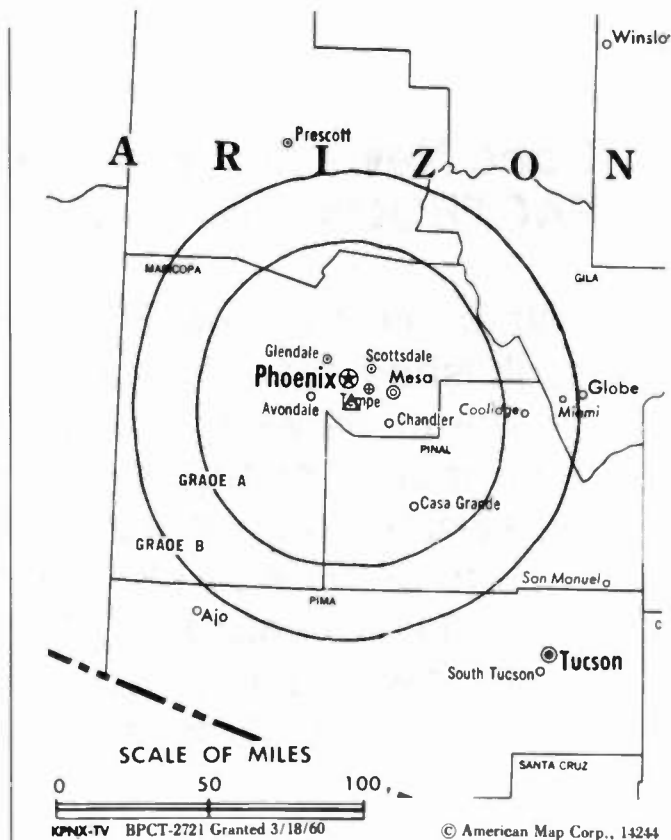 Winslo
Prescott
A R I Z O N
MARICOPA
GILA
Glendale
Scottsdale
Phoenix
Mesa
Globe
Tempe
Avondale
Miami
Coolidge
Chandler
PINAL
GRADE A
Casa Grande
GRADE B
San Manuel
PIMA
Ajo
C
Tucson
South Tucson
SCALE OF MILES
SANTA CRUZ
0 50 100
KPNX-TV BPCT-2721 Granted 3/18/60
© American Map Corp., 14244